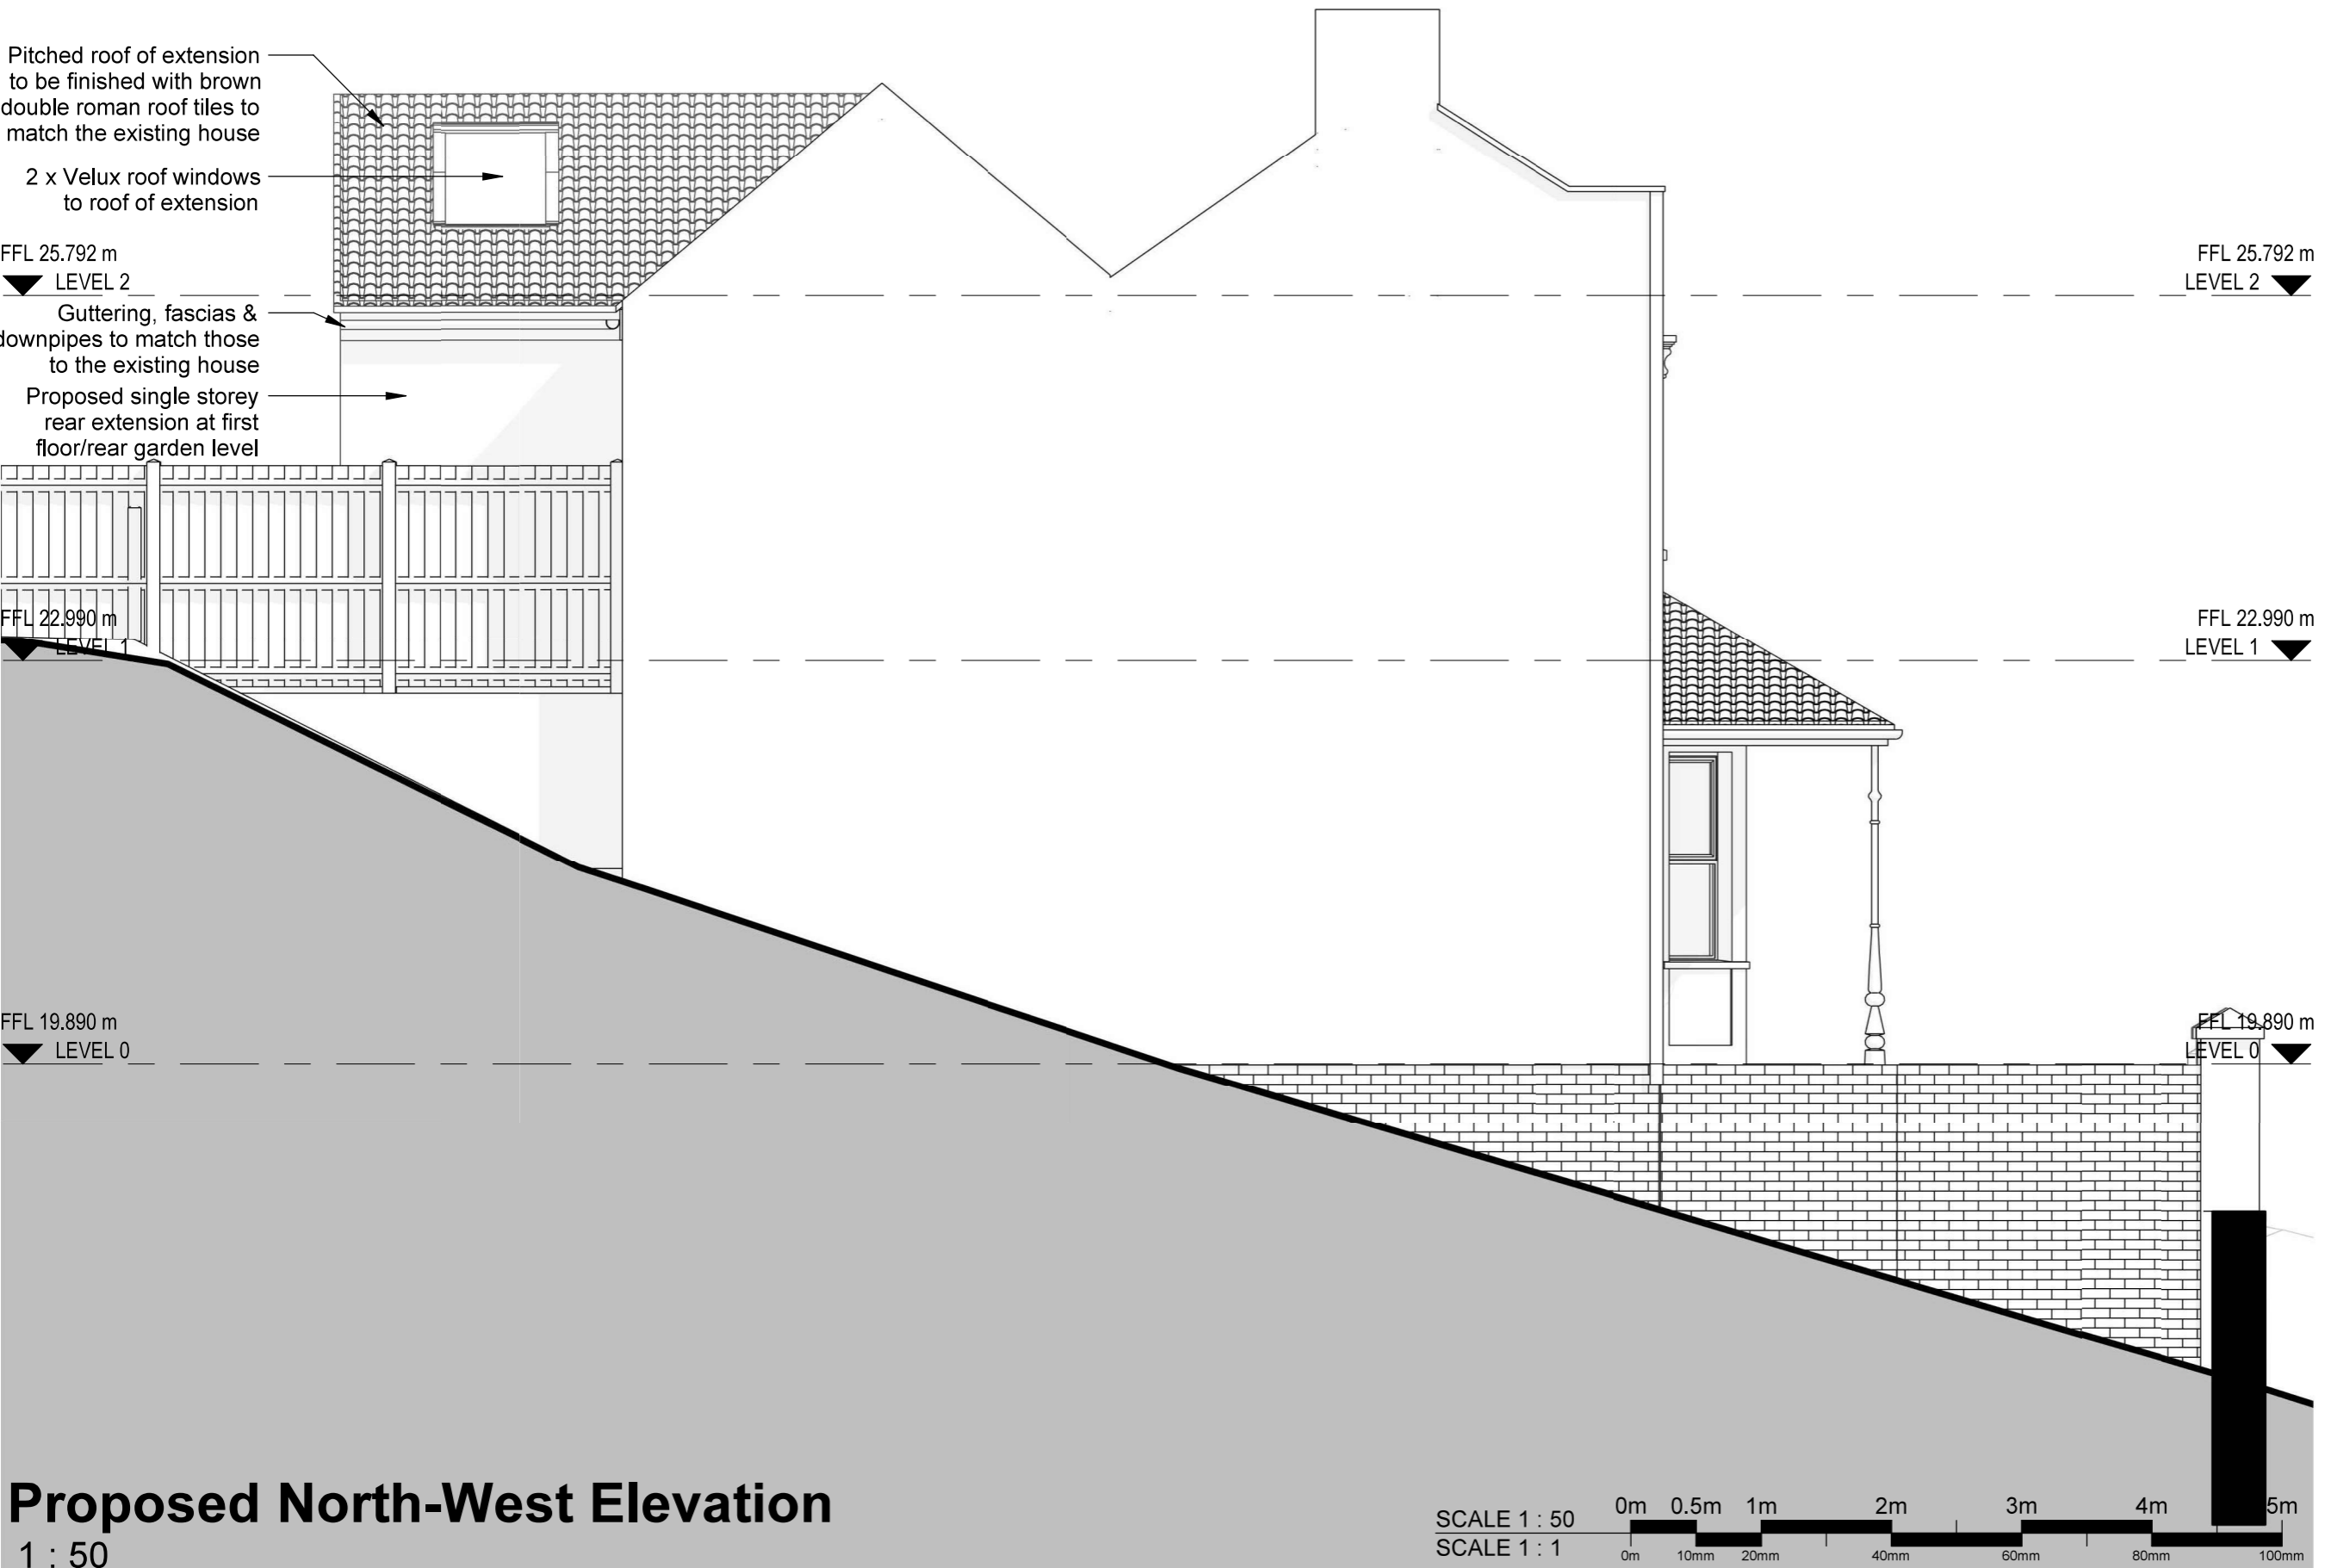 Pitched roof of extension
to be finished with brown
double roman roof tiles to
match the existing house
2 x Velux roof windows
to roof of extension
FFL 25.792 m
LEVEL 2
FFL 25.792 m
LEVEL 2
Guttering, fascias &
downpipes to match those
to the existing house
Proposed single storey
rear extension at first
floor/rear garden level
FFL 22.990 m
LEVEL 1
FFL 22.990 m
LEVEL 1
FFL 19.890 m
LEVEL 0
FFL 19.890 m
LEVEL 0
Proposed North-West Elevation
1 : 50
SCALE 1 : 50
0m 0.5m 1m 2m 3m 4m 5m
SCALE 1 : 1
0m 10mm 20mm 40mm 60mm 80mm 100mm